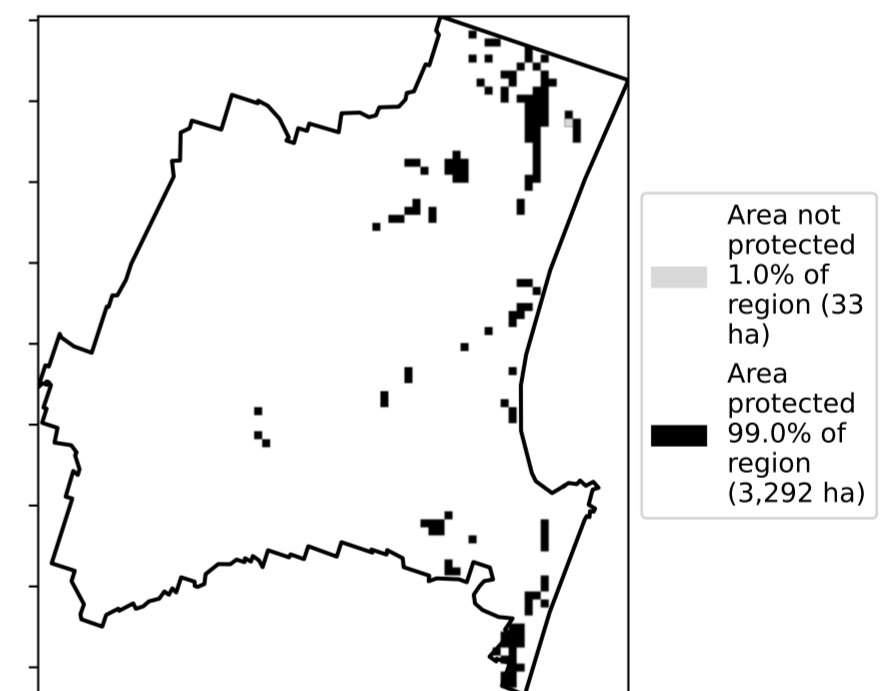 Area not
protected
1.0% of
region (33
ha)
Area
protected
99.0% of
region
(3,292 ha)